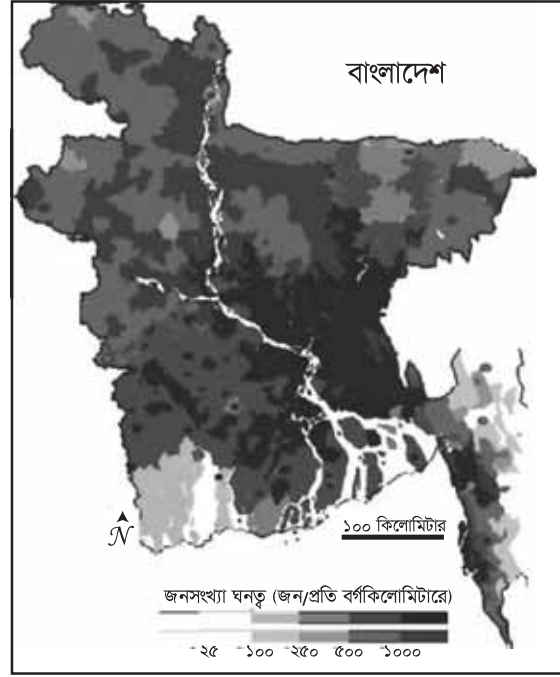 বাংলাদেশ
N
১০০ কিলোমিটার
জনসংখ্যা ঘনত্ব (জন/প্রতি বর্গকিলোমিটারে)
২৫ ১০০ ২৫০ ৫০০ ১০০০